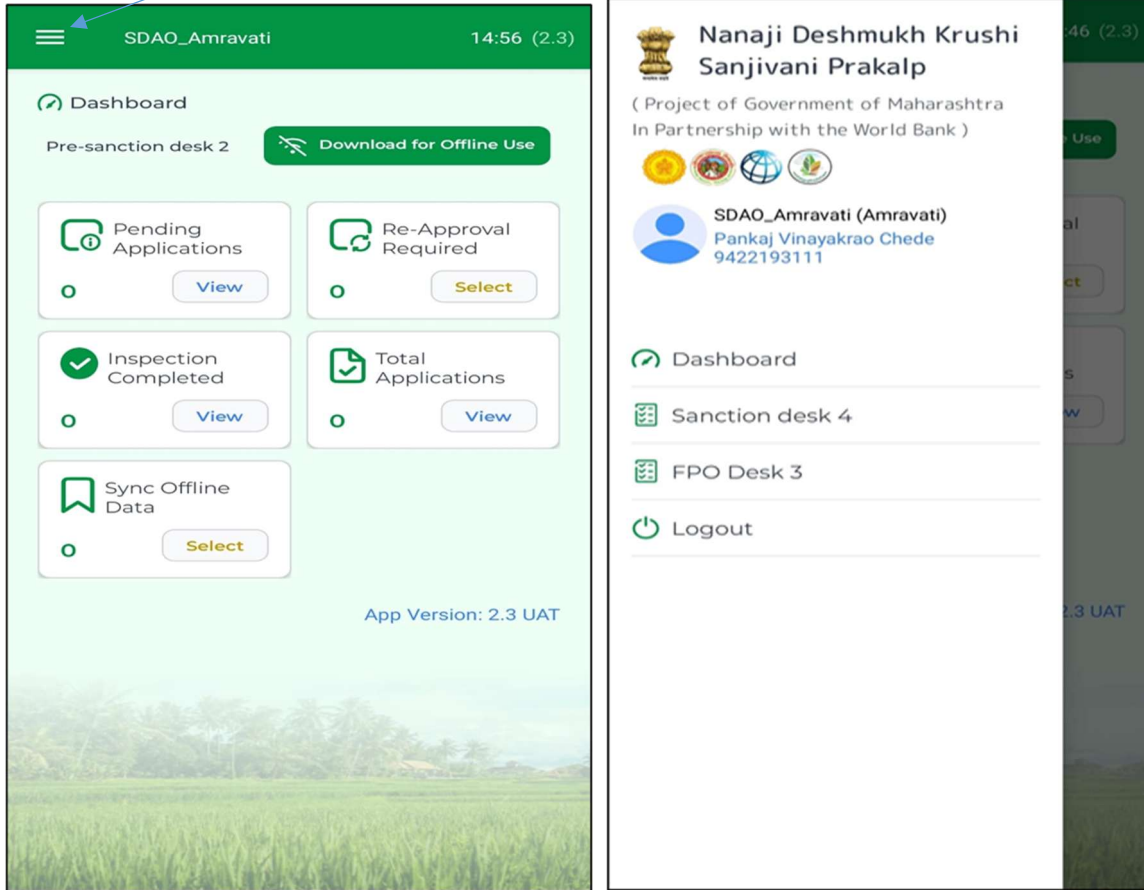 SDAO_Amravati 14:56 (2.3)
Dashboard
Pre-sanction desk 2 Download for Offline Use
Pending
Applications
0 View
Re-Approval
Required
0 Select
Inspection
Completed
0 View
Total
Applications
0 View
Sync Offline
Data
0 Select
App Version: 2.3 UAT
Nanaji Deshmukh Krushi
Sanjivani Prakalp
( Project of Government of Maharashtra
In Partnership with the World Bank )
SDAO_Amravati (Amravati)
Pankaj Vinayakrao Chede
9422193111
Dashboard
Sanction desk 4
FPO Desk 3
Logout
:46 (2.3)
Use
al
ct
s
w
2.3 UAT